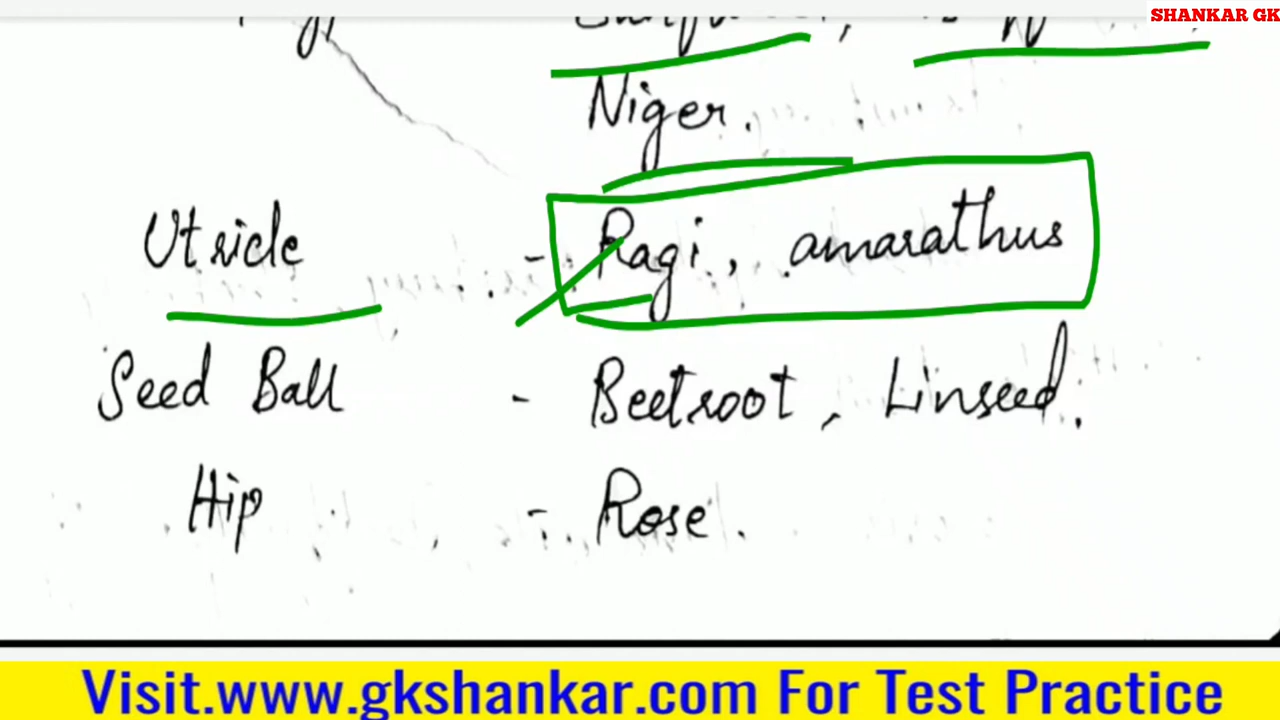 SHANKAR GK
Niger.
Utricle - Ragi, amarathus
Seed Ball - Beetroot, Linseed.
Hip - Rose.
Visit.www.gkshankar.com For Test Practice